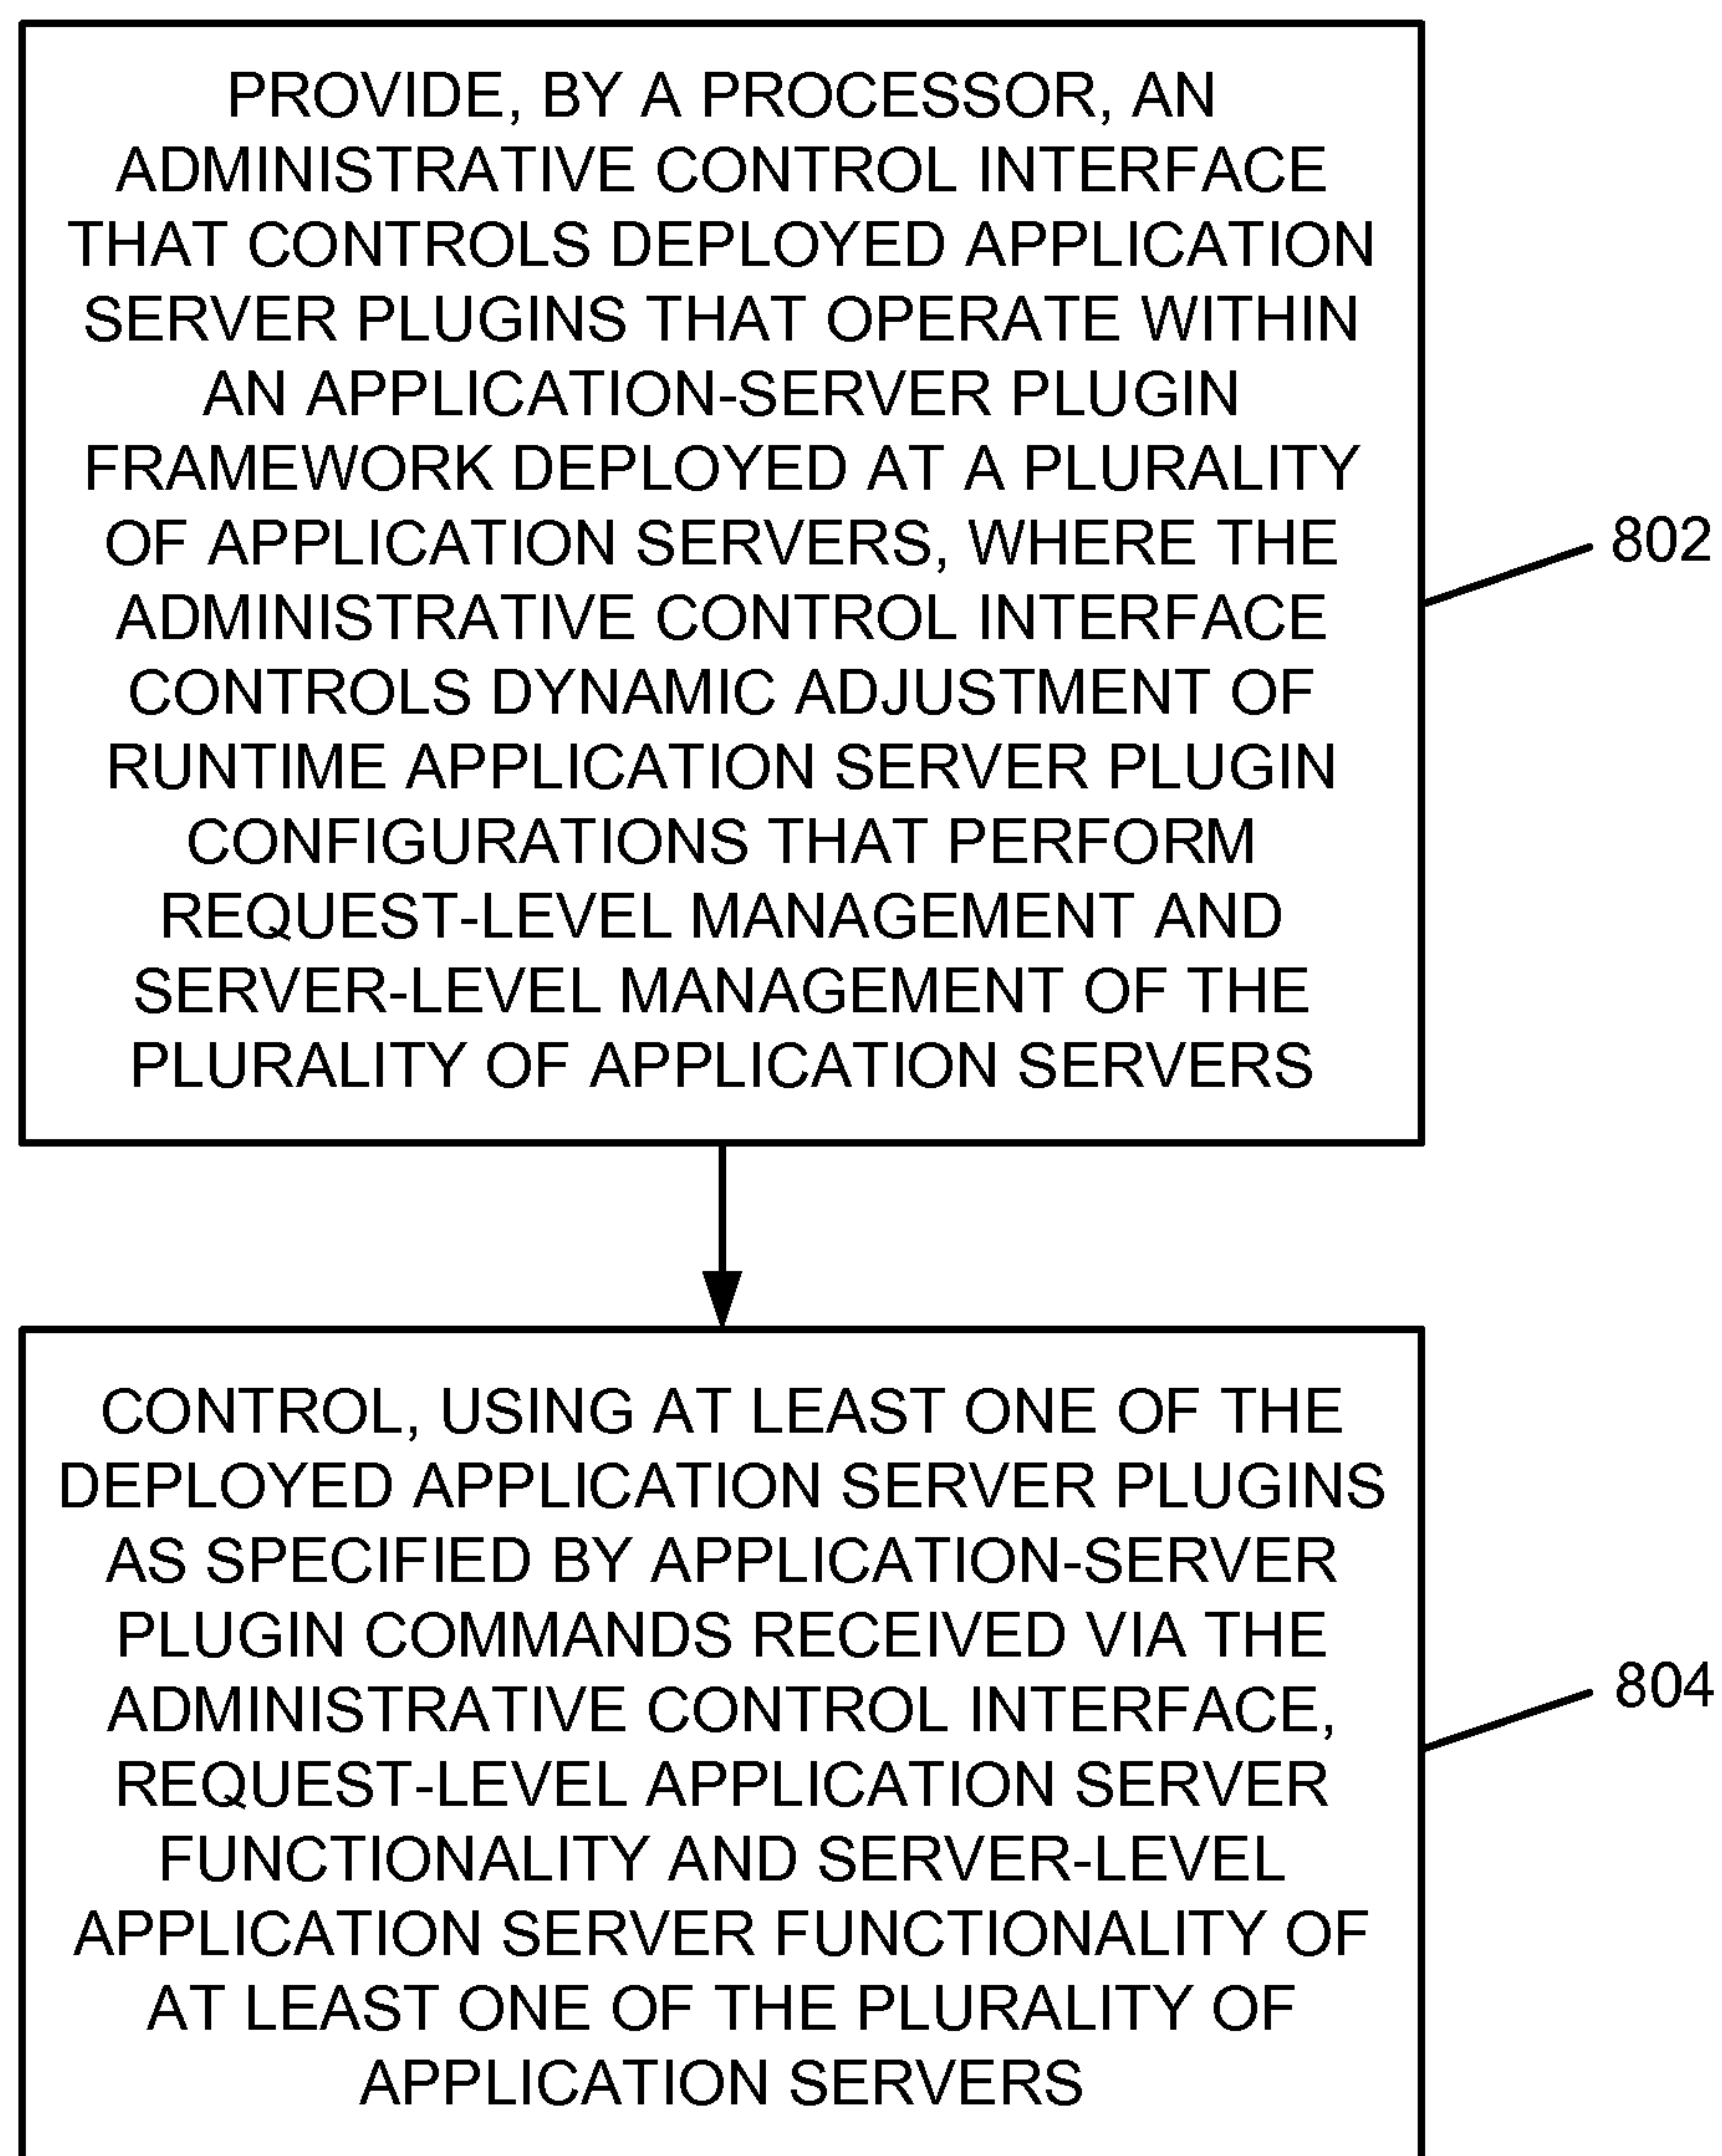 PROVIDE, BY A PROCESSOR, AN
ADMINISTRATIVE CONTROL INTERFACE
THAT CONTROLS DEPLOYED APPLICATION
SERVER PLUGINS THAT OPERATE WITHIN
AN APPLICATION-SERVER PLUGIN
FRAMEWORK DEPLOYED AT A PLURALITY
OF APPLICATION SERVERS, WHERE THE
ADMINISTRATIVE CONTROL INTERFACE
CONTROLS DYNAMIC ADJUSTMENT OF
RUNTIME APPLICATION SERVER PLUGIN
CONFIGURATIONS THAT PERFORM
REQUEST-LEVEL MANAGEMENT AND
SERVER-LEVEL MANAGEMENT OF THE
PLURALITY OF APPLICATION SERVERS
802
CONTROL, USING AT LEAST ONE OF THE
DEPLOYED APPLICATION SERVER PLUGINS
AS SPECIFIED BY APPLICATION-SERVER
PLUGIN COMMANDS RECEIVED VIA THE
ADMINISTRATIVE CONTROL INTERFACE,
REQUEST-LEVEL APPLICATION SERVER
FUNCTIONALITY AND SERVER-LEVEL
APPLICATION SERVER FUNCTIONALITY OF
AT LEAST ONE OF THE PLURALITY OF
APPLICATION SERVERS
804